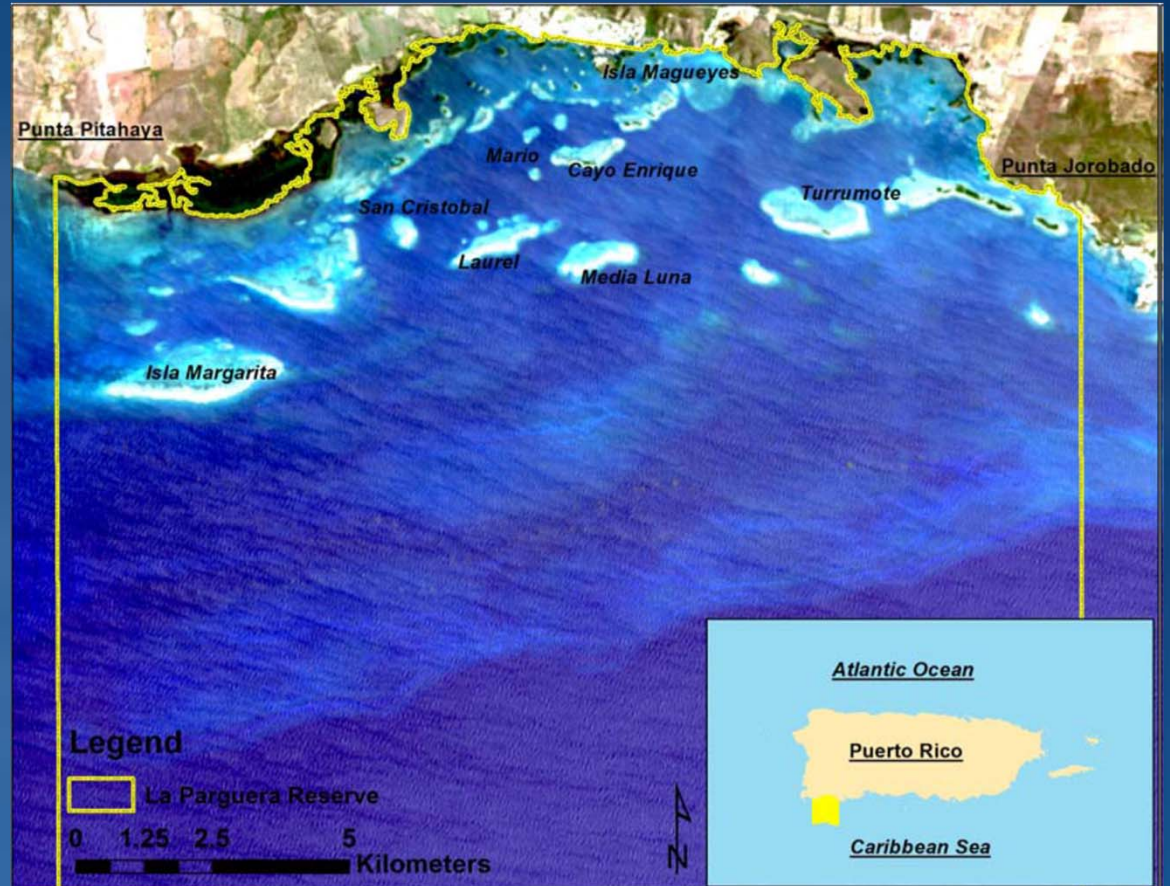 Isla Magueyes
Punta Pitahaya
Mario
Cayo Enrique
Punta Jorobado
Turrumote
San Cristobal
Laurel
Media Luna
Isla Margarita
Legend
La Parguera Reserve
0 1.25 2.5 5
Kilometers
N
Atlantic Ocean
Puerto Rico
Caribbean Sea